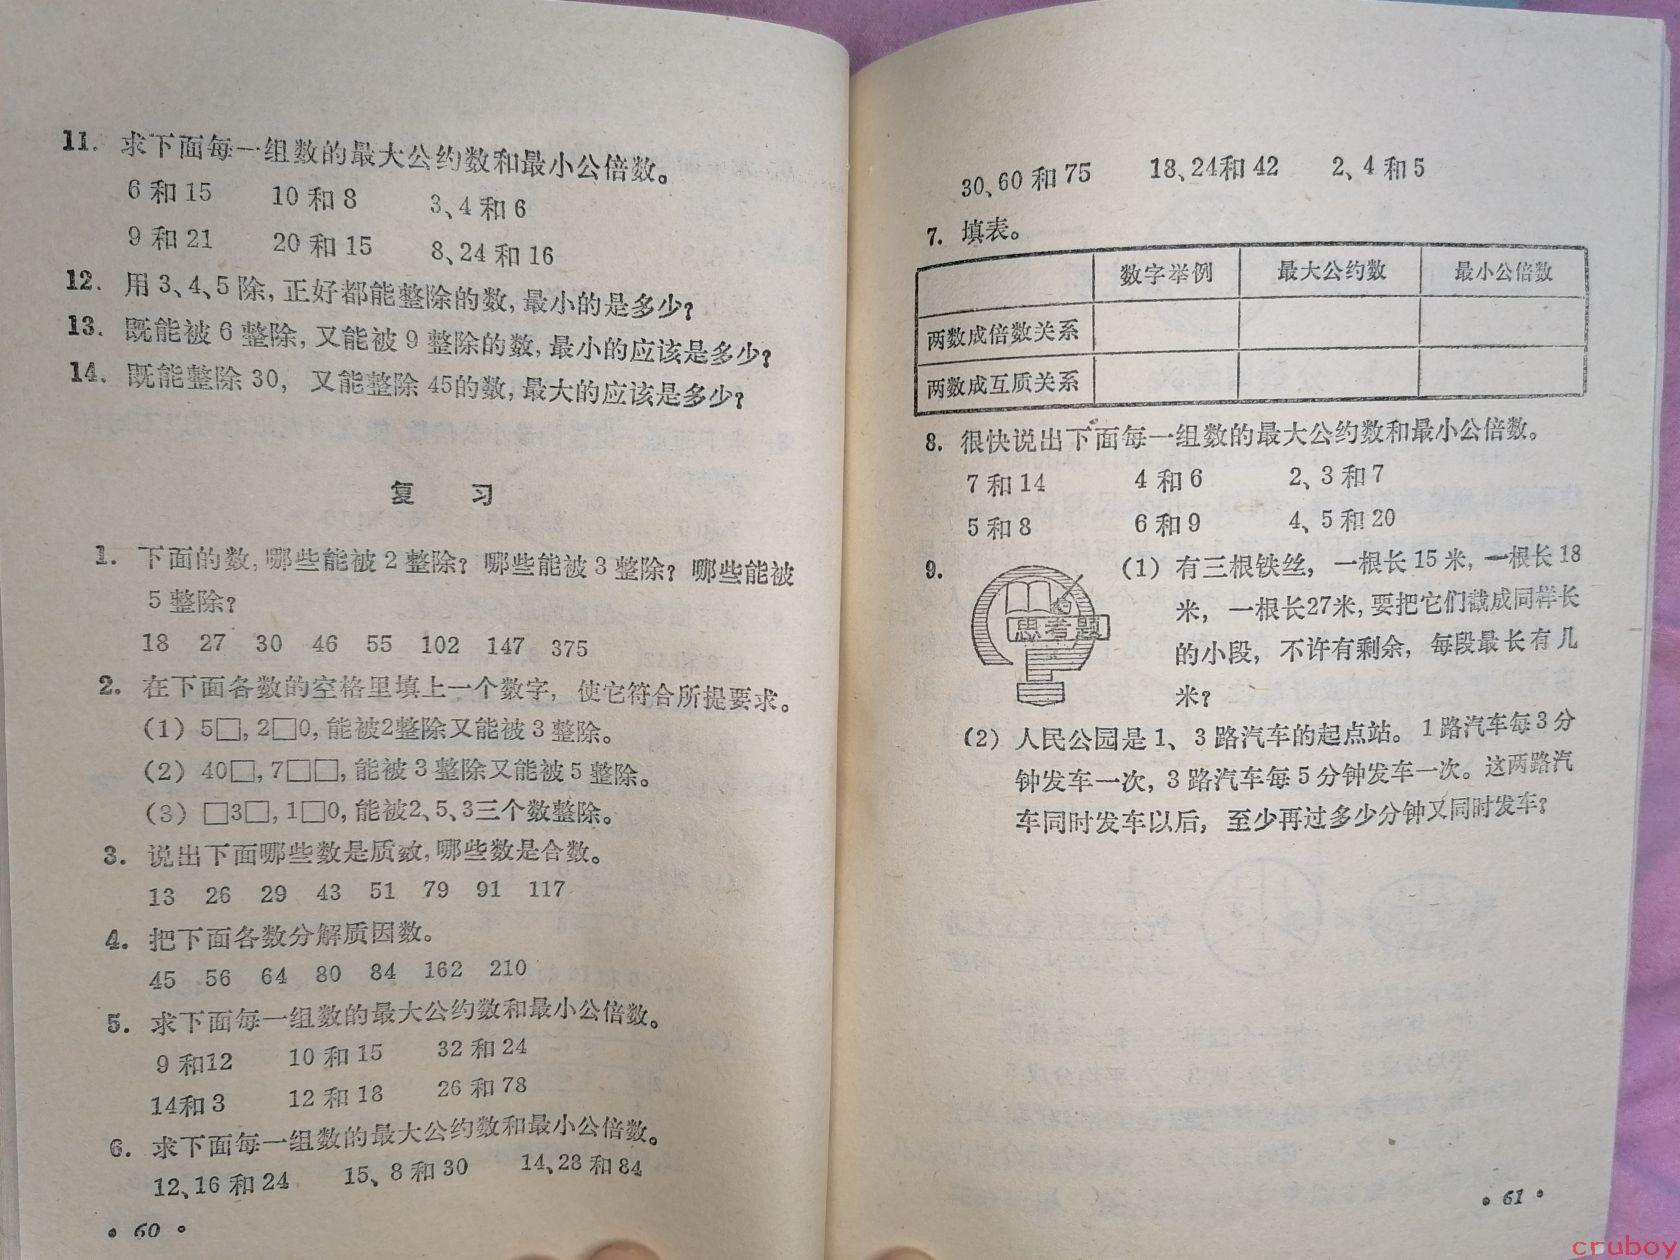 11. 求下面每一组数的最大公约数和最小公倍数。
6 和 15 10 和 8 3、4 和 6
9 和 21 20 和 15 8、24 和 16
12. 用 3、4、5 除,正好都能整除的数,最小的是多少?
13. 既能被 6 整除,又能被 9 整除的数,最小的应该是多少?
14. 既能整除 30, 又能整除 45的数,最大的应该是多少?
复 习
1. 下面的数,哪些能被 2 整除? 哪些能被 3 整除? 哪些能被
5 整除?
18 27 30 46 55 102 147 375
2. 在下面各数的空格里填上一个数字, 使它符合所提要求。
(1) 5□,2□0,能被2整除又能被 3 整除。
(2) 40□,7□□,能被 3 整除又能被 5 整除。
(3) □3□,1□0,能被2、5、3三个数整除。
3. 说出下面哪些数是质数,哪些数是合数。
13 26 29 43 51 79 91 117
4. 把下面各数分解质因数。
45 56 64 80 84 162 210
5. 求下面每一组数的最大公约数和最小公倍数。
9 和12 10 和 15 32 和 24
14和 3 12 和 18 26 和 78
6. 求下面每一组数的最大公约数和最小公倍数。
12、16 和 24 15、8 和 30 14、28 和 84
• 60 •
30、60 和 75 18、24和 42 2、4 和 5
7. 填表。
数字举例 最大公约数 最小公倍数
两数成倍数关系
两数成互质关系
8. 很快说出下面每一组数的最大公约数和最小公倍数。
7 和 14 4 和 6 2、3 和 7
5 和 8 6 和 9 4、5 和 20
9. 思考题 (1) 有三根铁丝, 一根长 15 米,一根长 18
米, 一根长27米,要把它们截成同样长
的小段, 不许有剩余, 每段最长有几
米?
(2) 人民公园是 1、3 路汽车的起点站。 1 路汽车每 3 分
钟发车一次, 3 路汽车每 5 分钟发车一次。这两路汽
车同时发车以后, 至少再过多少分钟又同时发车?
• 61 •
cruboy